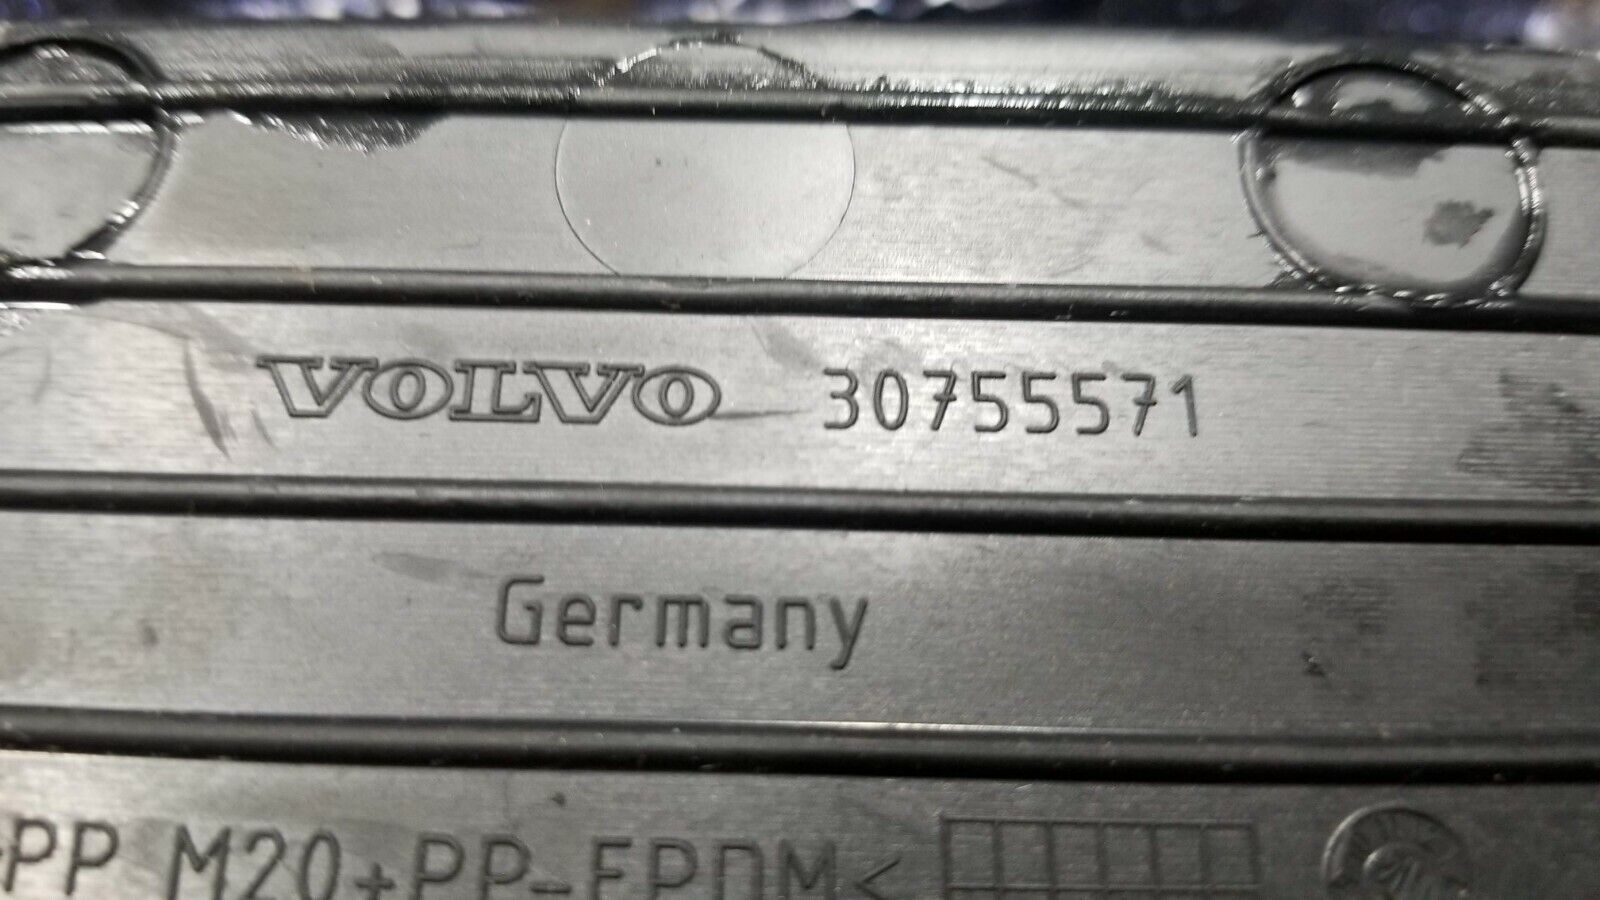 VOLVO 30755571
Germany
PP M20+PP-EPDM<